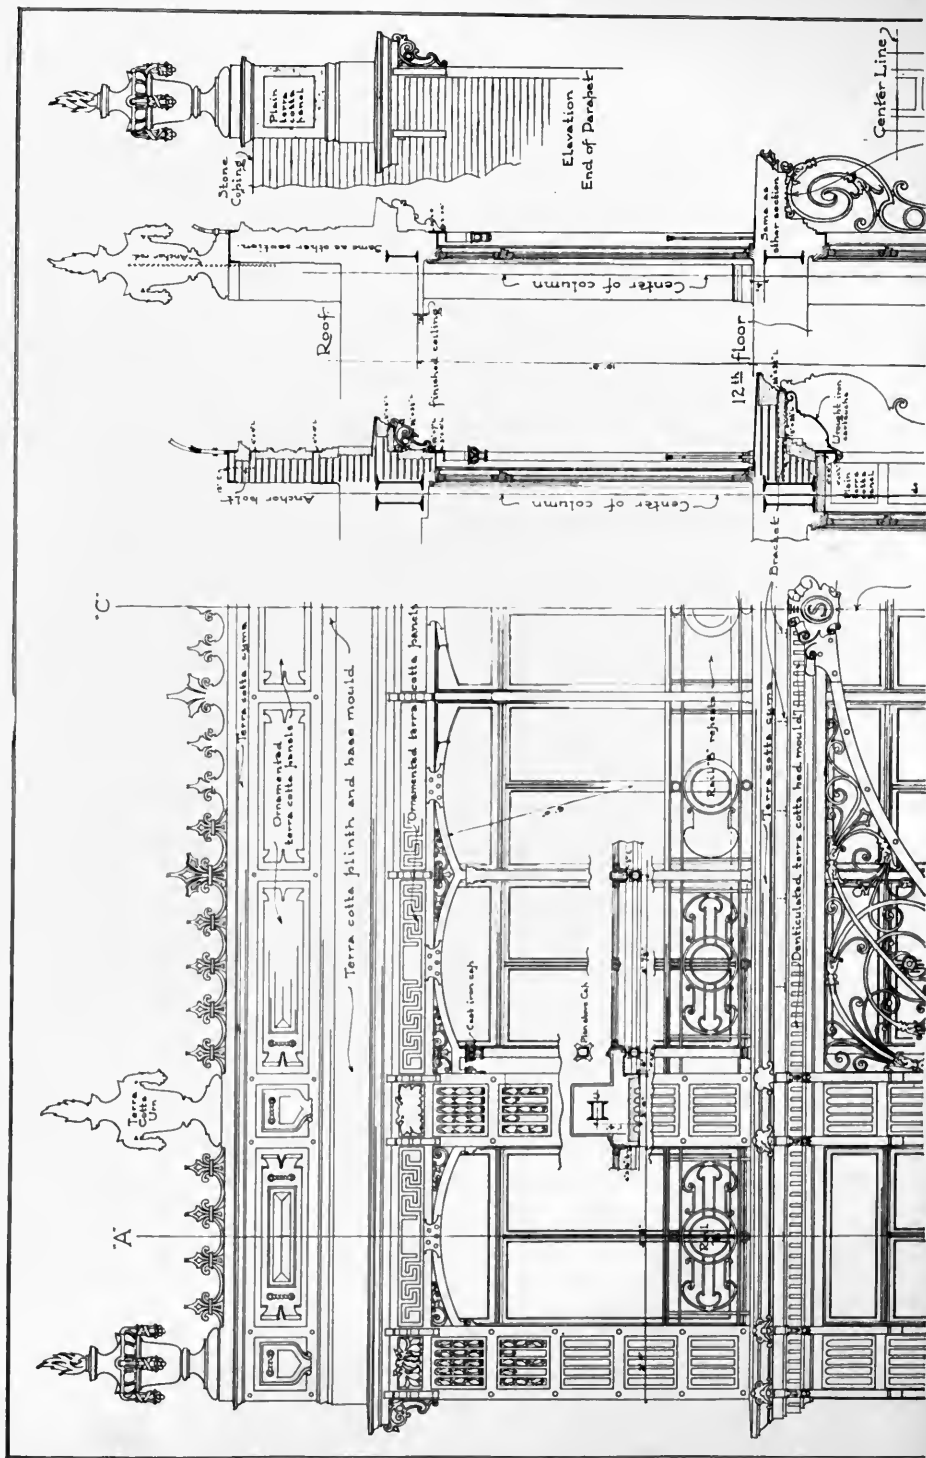 Plain
terra
cotta
panel
Stone
Coping
Elevation
End of Parapet
Center Line
Anchor rod
Same as other section.
Roof
finished ceiling
Center of column
12th floor
Same as
other section
Anchor bolt
Center of column
Wrought iron
cartouche
Plain
terra
cotta
panel
do
Bracket
"C"
Terra cotta cyma
Ornamented
terra cotta panels
Terra cotta plinth and base mould
Ornamented terra cotta panels
Rail "B" repeats
Terra cotta cyma
Denticulated terra cotta bed mould
S
Cast iron cap
Plan above Cap
Terra
Cotta
Urn
"A"
Rail